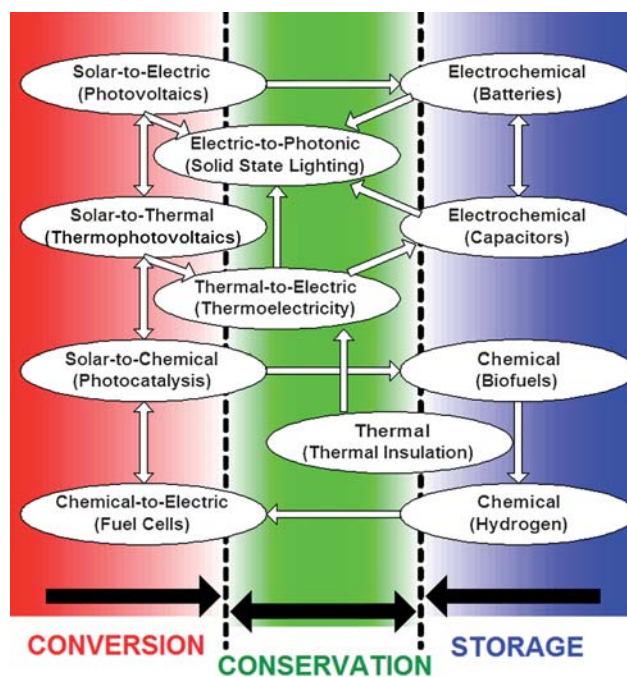 Solar-to-Electric
(Photovoltaics)
Electrochemical
(Batteries)
Electric-to-Photonic
(Solid State Lighting)
Solar-to-Thermal
(Thermophotovoltaics)
Electrochemical
(Capacitors)
Thermal-to-Electric
(Thermoelectricity)
Solar-to-Chemical
(Photocatalysis)
Chemical
(Biofuels)
Thermal
(Thermal Insulation)
Chemical-to-Electric
(Fuel Cells)
Chemical
(Hydrogen)
CONVERSION
CONSERVATION
STORAGE